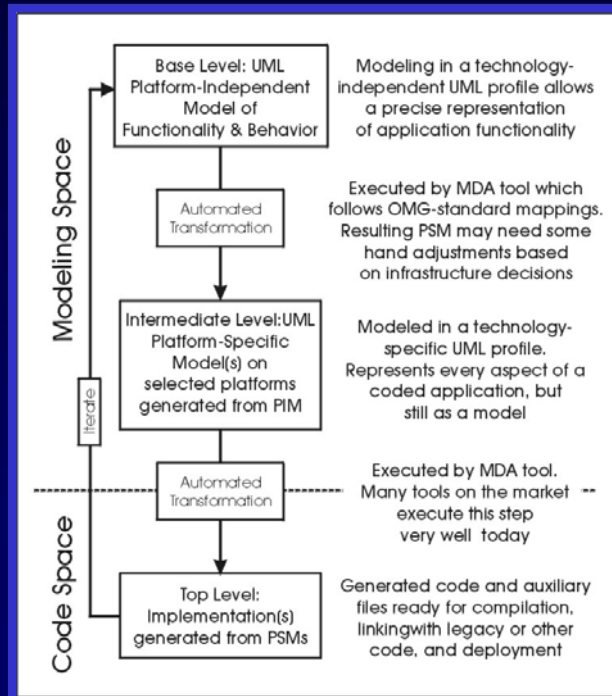 Base Level: UML
Platform-Independent
Model of
Functionality & Behavior
Modeling in a technology-
independent UML profile allows
a precise representation
of application functionality
Automated
Transformation
Executed by MDA tool which
follows OMG-standard mappings.
Resulting PSM may need some
hand adjustments based
on infrastructure decisions
Modeling Space
Intermediate Level:UML
Platform-Specific
Model(s) on
selected platforms
generated from PIM
Modeled in a technology-
specific UML profile.
Represents every aspect of a
coded application, but
still as a model
Iterate
Automated
Transformation
Executed by MDA tool.
Many tools on the market
execute this step
very well today
Code Space
Top Level:
Implementation(s)
generated from PSMs
Generated code and auxiliary
files ready for compilation,
linkingwith legacy or other
code, and deployment